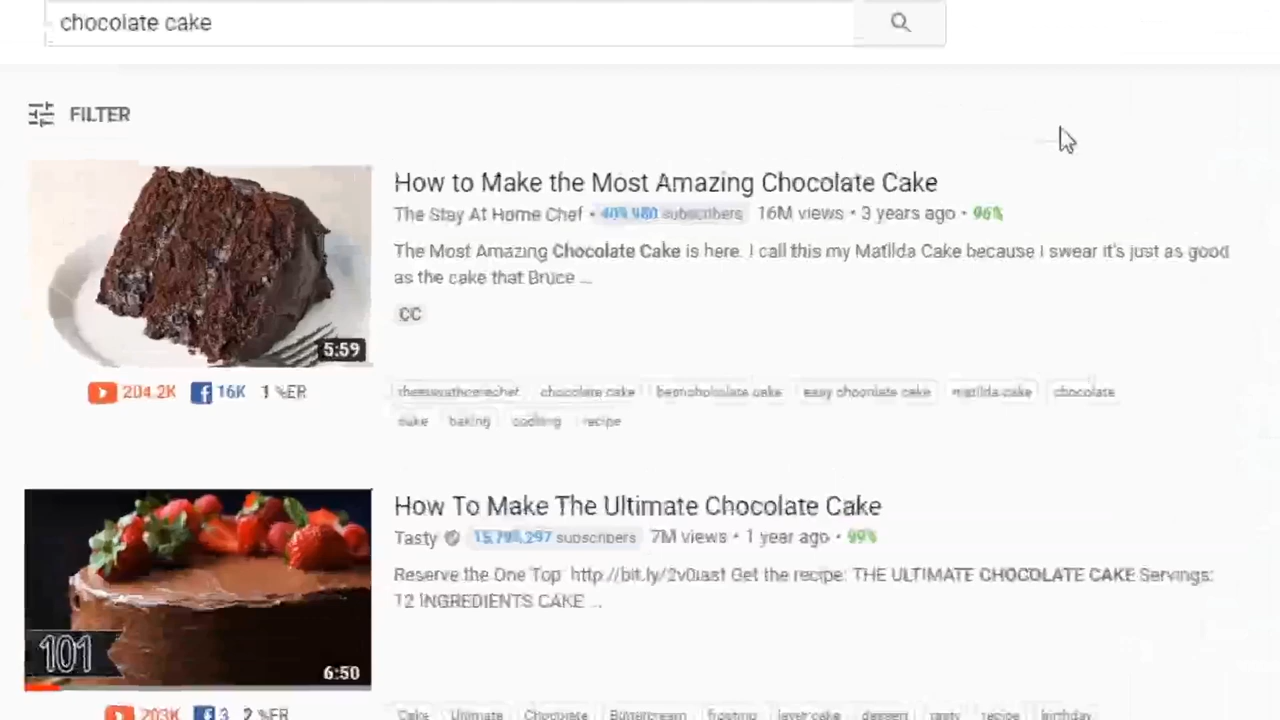 chocolate cake
FILTER
How to Make the Most Amazing Chocolate Cake
The Stay At Home Chef • subscribers 16M views • 3 years ago • 96%
The Most Amazing Chocolate Cake is here. I call this my Matilda Cake because I swear it's just as good
as the cake that Bruce ...
CC
5:59
204.2K 16K 1 %ER
chocolate cake easy chocolate cake matilda cake chocolate
cake baking cooking recipe
How To Make The Ultimate Chocolate Cake
Tasty subscribers 7M views • 1 year ago • 99%
Reserve the One Top: Get the recipe: THE ULTIMATE CHOCOLATE CAKE Servings:
12 INGREDIENTS CAKE ...
101
6:50
203K 3 2 %ER
Cake Ultimate Chocolate Buttercream frosting layer cake dessert tasty recipe birthday